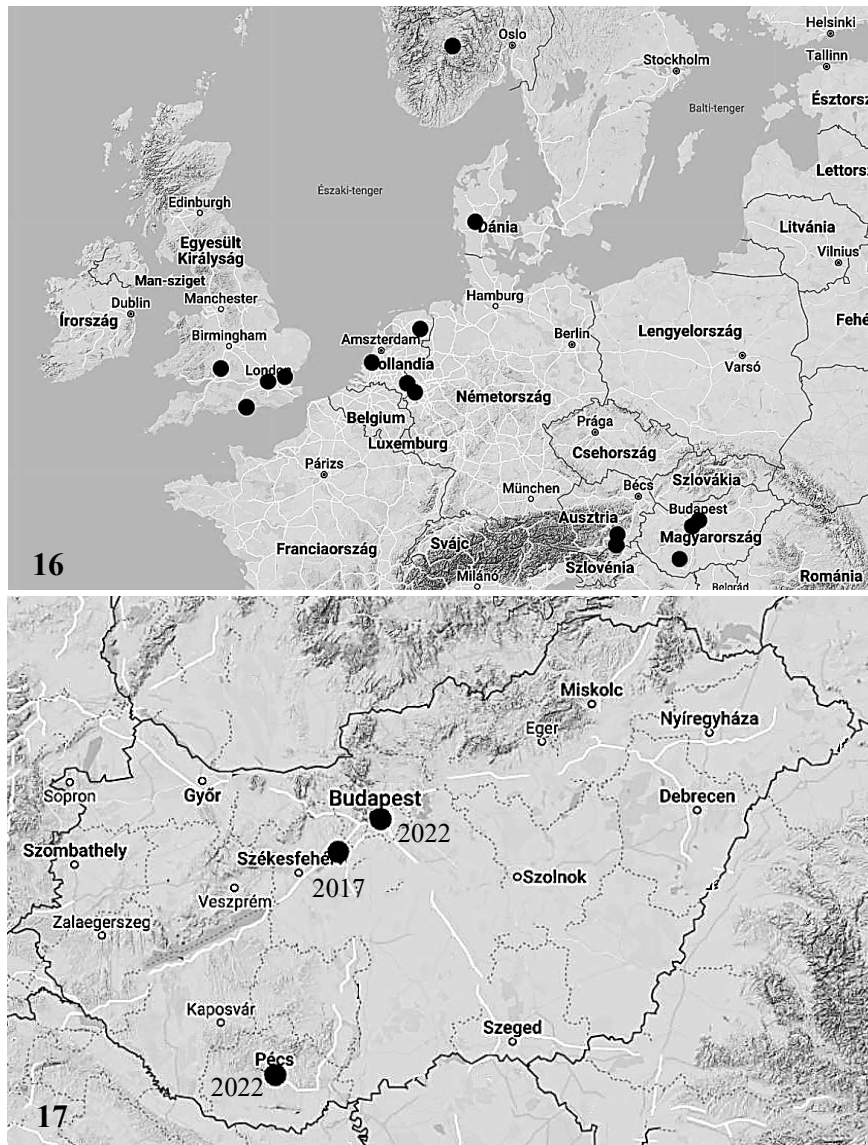 Helsinki
Oslo
Tallinn
Stockholm
Balti-tenger
Észtorsz
Lettorsz
Északi-tenger
Edinburgh
Dánia
Litvánia
Egyesült
Királyság
Vilnius
Man-sziget
Hamburg
Dublin
Manchester
Írország
Lengyelország
Fehé
Amszterdam
Berlin
Birmingham
Varsó
London
Hollandia
Németország
Belgium
Prága
Luxemburg
Csehország
Párizs
Szlovákia
München
Bécs
Budapest
Ausztria
Magyarország
Franciaország
Svájc
Szlovénia
Románia
Milánó
Belgrád
16
Miskolc
Nyíregyháza
Eger
Sopron
Győr
Budapest
Debrecen
2022
Szombathely
Székesfehérv
2017
Szolnok
Veszprém
Zalaegerszeg
Kaposvár
Szeged
Pécs
2022
17